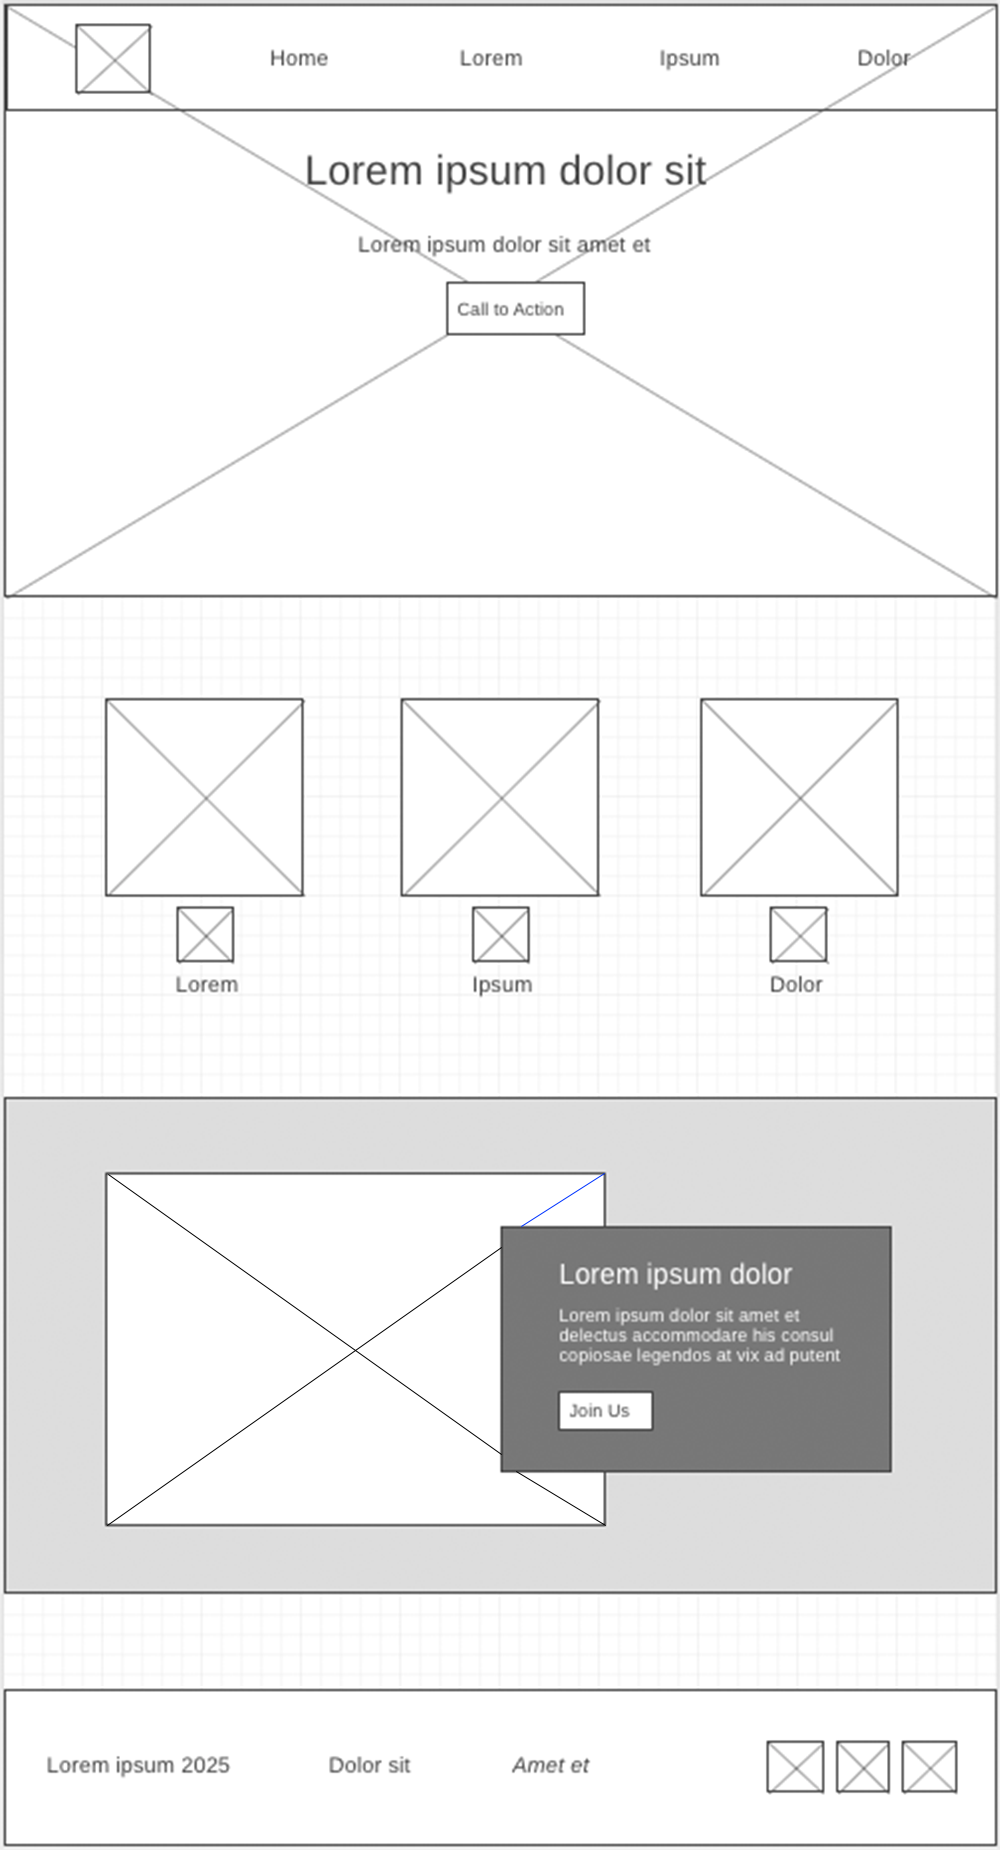 Home
Lorem
Ipsum
Dolor
Lorem ipsum dolor sit
Lorem ipsum dolor sit amet et
Call to Action
Lorem
Ipsum
Dolor
Lorem ipsum dolor
Lorem ipsum dolor sit amet et
delectus accommodare his consul
copiosae legendos at vix ad putent
Join Us
Lorem ipsum 2025
Dolor sit
Amet et